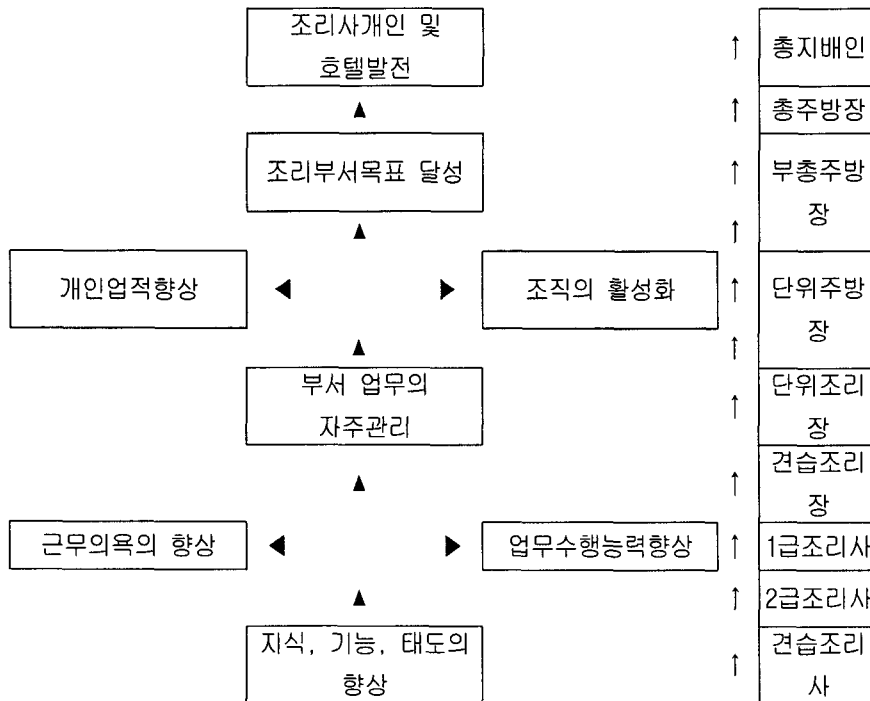 조리사개인 및
호텔발전
▲
조리부서목표 달성
▲
개인업적향상 ◀ ▶ 조직의 활성화
▲
부서 업무의
자주관리
▲
근무의욕의 향상 ◀ ▶ 업무수행능력향상
▲
지식, 기능, 태도의
향상
↑ 총지배인
↑ 총주방장
↑ 부총주방
장
↑
↑ 단위주방
장
↑
↑ 단위조리
장
↑ 견습조리
장
↑ 1급조리사
↑ 2급조리사
↑ 견습조리
사